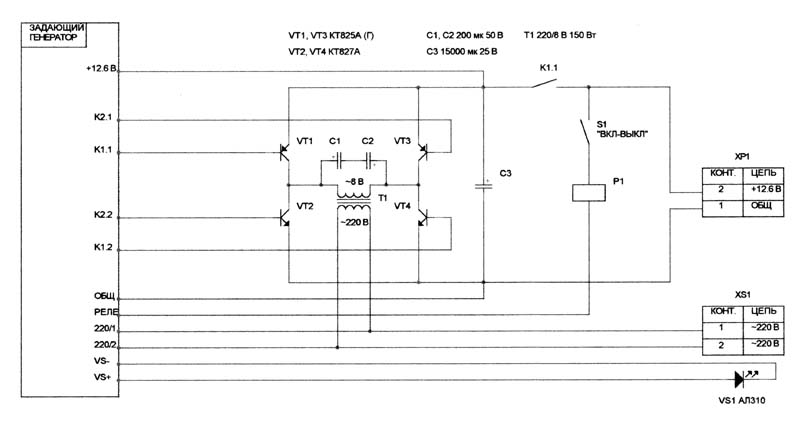 ЗАДАЮЩИЙ
ГЕНЕРАТОР
VT1, VT3 KT825A (Г)
C1, C2 200 мк 50 В
T1 220/8 В 150 Вт
VT2, VT4 KT827A
C3 15000 мк 25 В
+12.6 В
K1.1
K2.1
S1
"ВКЛ-ВЫКЛ"
VT1
C1
C2
VT3
K1.1
XP1
КОНТ.
ЦЕПЬ
C3
P1
~8 В
2
+12.6 В
T1
VT2
VT4
1
ОБЩ
K2.2
~220 В
K1.2
ОБЩ
XS1
РЕЛЕ
КОНТ.
ЦЕПЬ
220/1
1
~220 В
220/2
2
~220 В
VS-
VS+
VS1 АЛ310